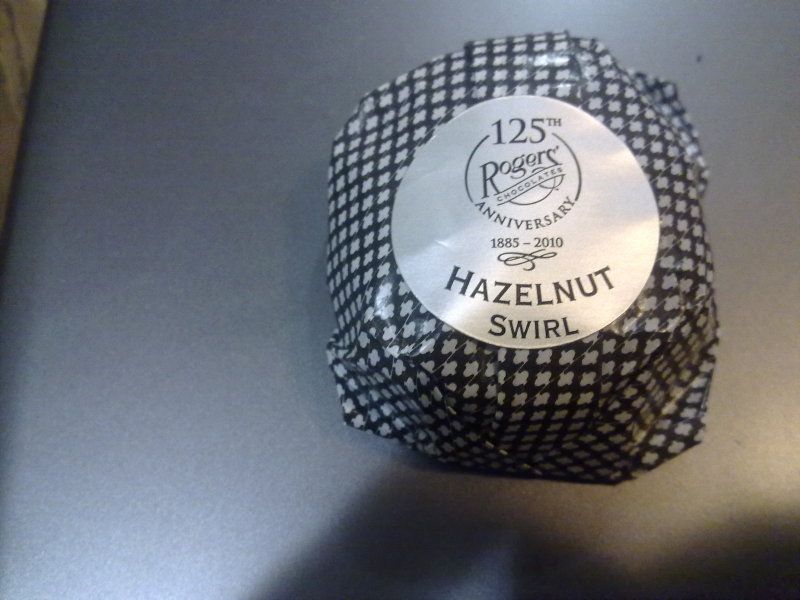 125TH
Rogers'
CHOCOLATES
ANNIVERSARY
1885 – 2010
HAZELNUT
SWIRL